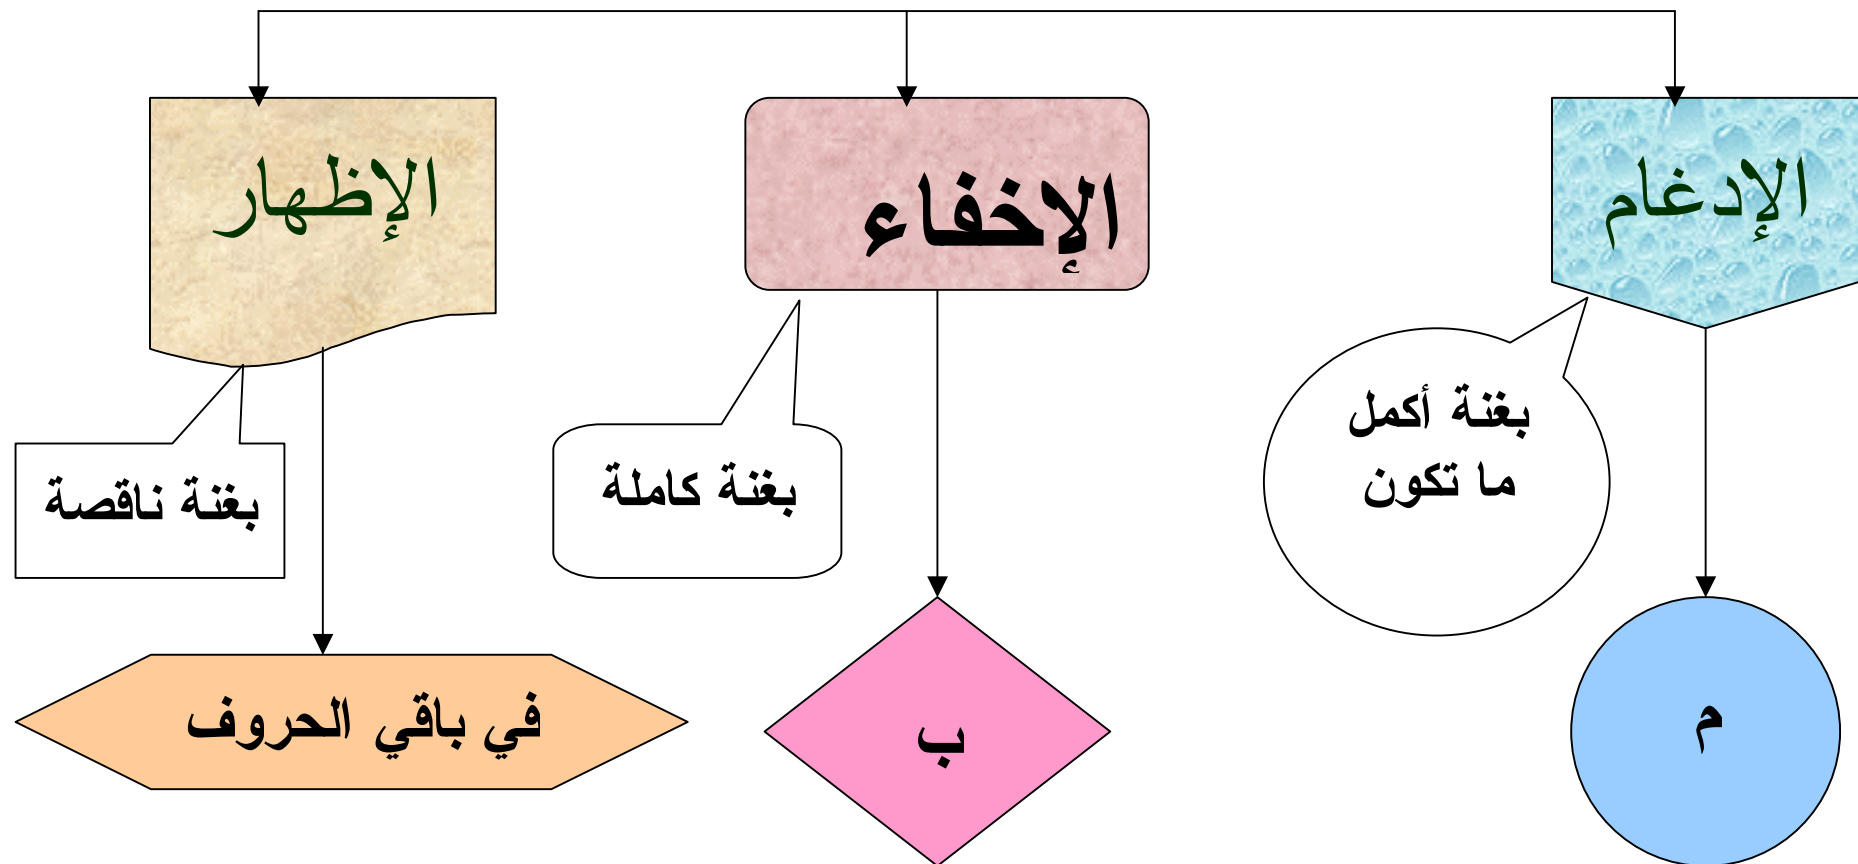 الإدغام
الإخفاء
الإظهار
بغنة أكمل
ما تكون
بغنة كاملة
بغنة ناقصة
م
ب
في باقي الحروف